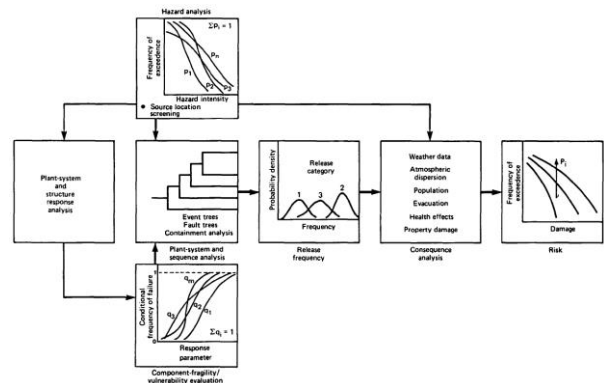 Hazard analysis
Frequency of
exceedence
Σpᵢ = 1
p₁
p₂
p₃
pₙ
Hazard intensity
• Source location
screening
Plant-system
and
structure
response
analysis
Event trees
Fault trees
Containment analysis
Plant-system and
sequence analysis
Probability density
Release
category
1
3
2
Frequency
Release
frequency
Weather data
Atmospheric
dispersion
Population
Evacuation
Health effects
Property damage
Consequence
analysis
Frequency of
exceedence
Pᵢ
Damage
Risk
Conditional
frequency of failure
1
0
qₘ
q₃
q₂
q₁
Σqᵢ = 1
Response
parameter
Component-fragility/
vulnerability evaluation